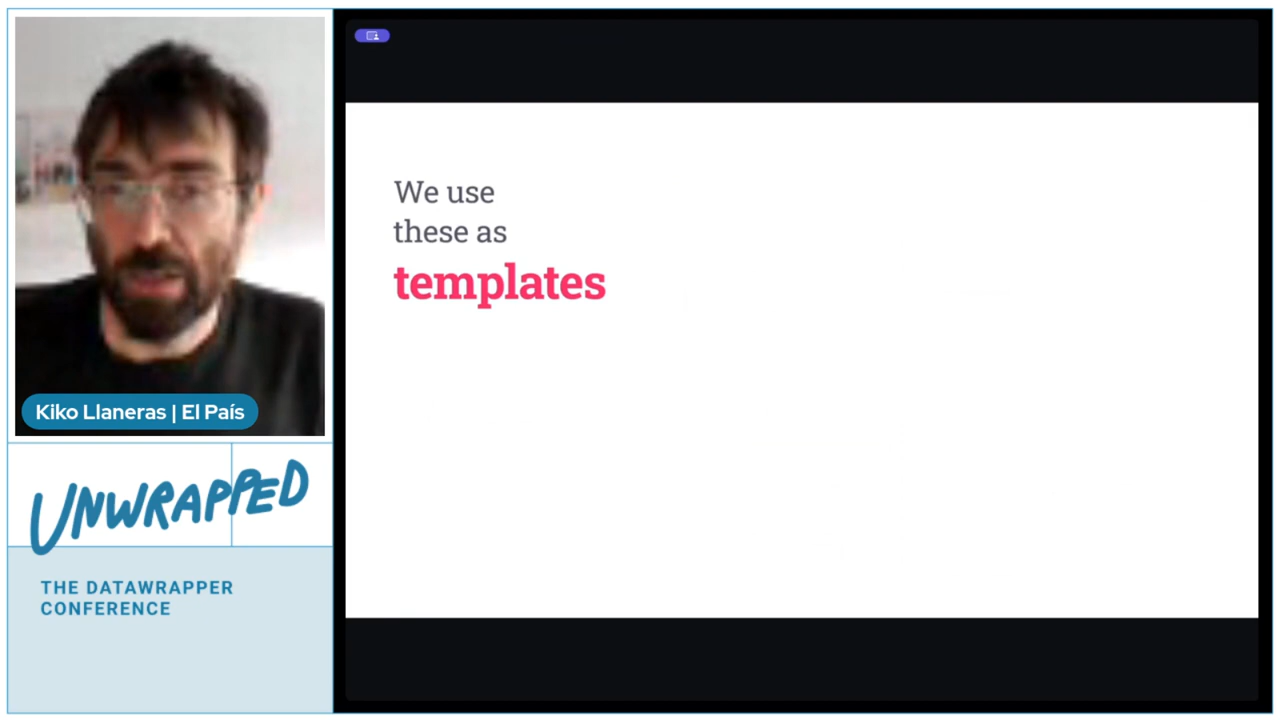 Kiko Llaneras | El País
UNWRAPPED
THE DATAWRAPPER
CONFERENCE
We use
these as
templates